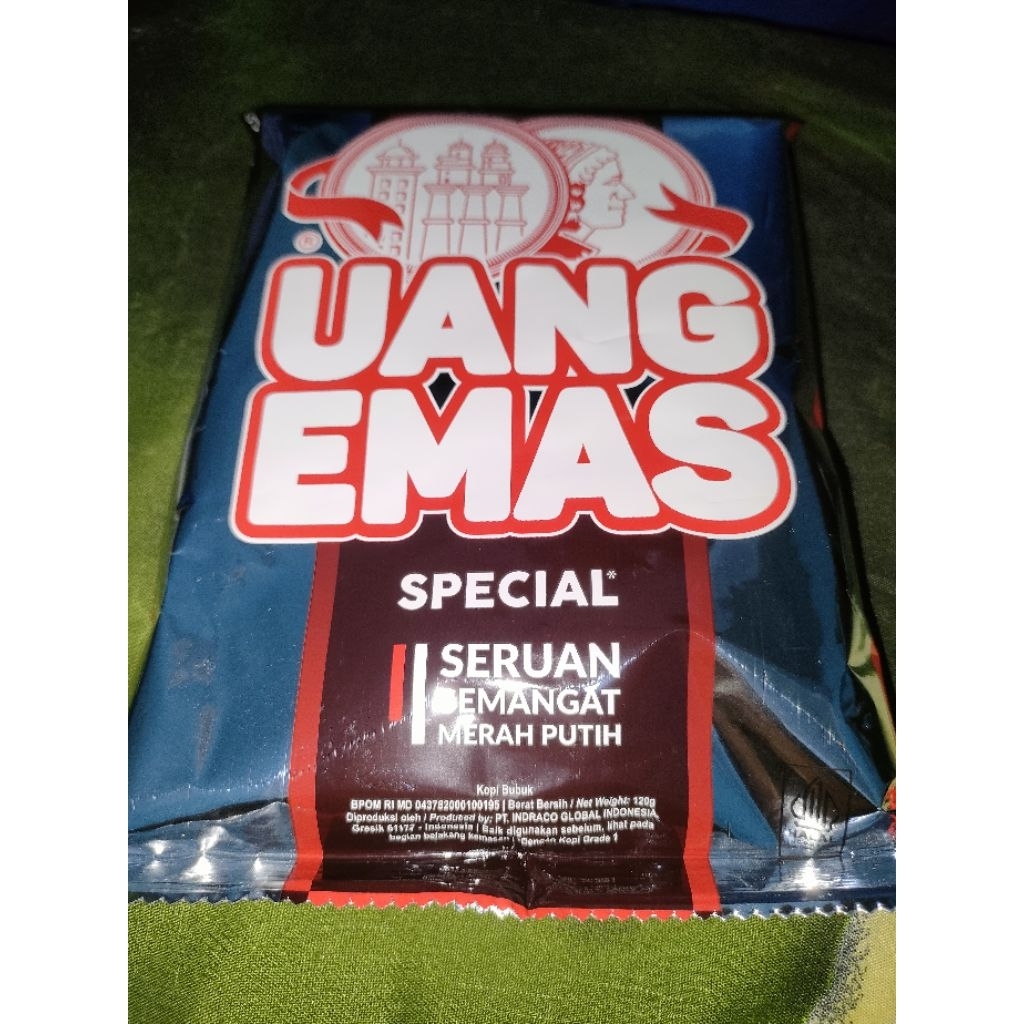 ®
UANG
EMAS
SPECIAL*
SERUAN
SEMANGAT
MERAH PUTIH
Kopi Bubuk
BPOM RI MD 043782000100195 | Berat Bersih / Net Weight: 120g
Diproduksi oleh / Produced by: PT. INDRACO GLOBAL INDONESIA,
Gresik 61177 - Indonesia | Baik digunakan sebelum, lihat pada
bagian belakang kemasan | *Dengan Kopi Grade 1